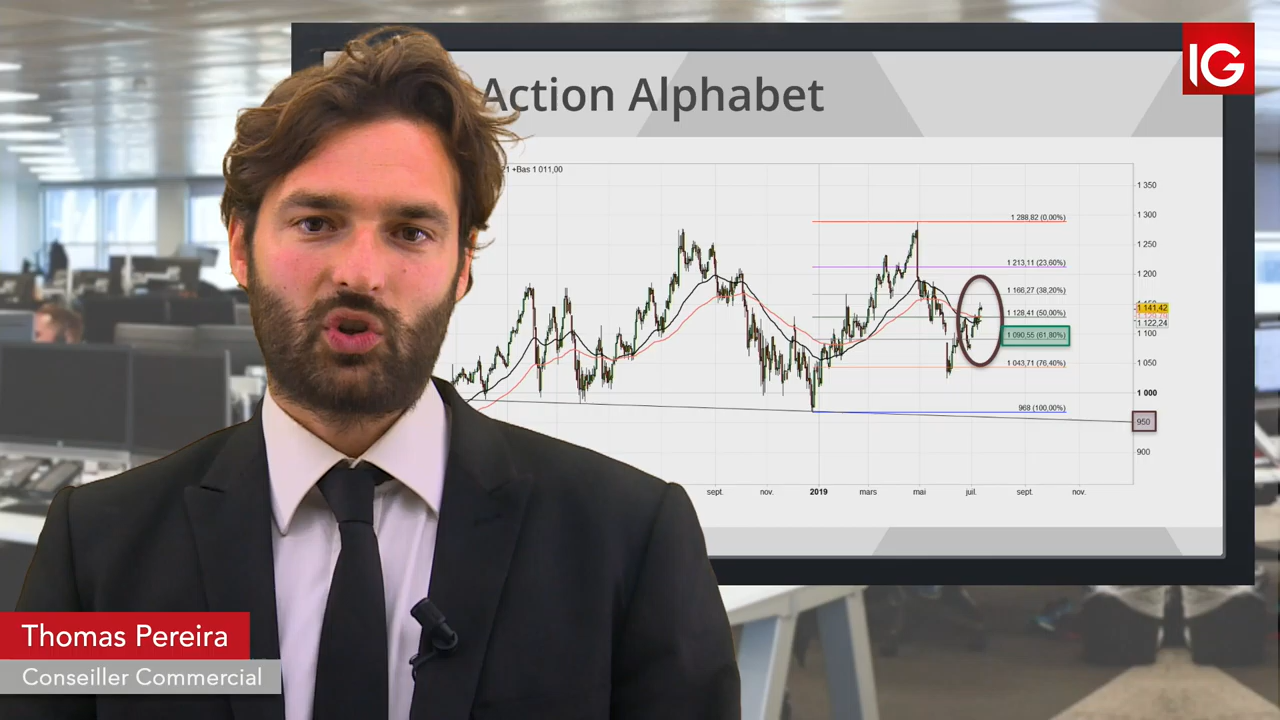 IG
Action Alphabet
+Bas 1 011,00
1 350
1 300
1 288,82 (0,00%)
1 250
1 213,11 (23,60%)
1 200
1 166,27 (38,20%)
1 141,42
1 128,41 (50,00%)
1 122,24
1 100
1 090,55 (61,80%)
1 043,71 (76,40%)
1 050
1 000
968 (100,00%)
950
900
sept. nov. 2019 mars mai juil. sept. nov.
Thomas Pereira
Conseiller Commercial